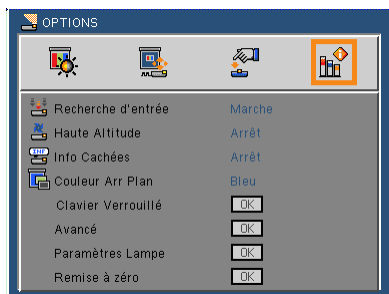 OPTIONS
Recherche d'entrée Marche
Haute Altitude Arrêt
INF Info Cachées Arrêt
Couleur Arr Plan Bleu
Clavier Verrouillé OK
Avancé OK
Paramètres Lampe OK
Remise à zéro OK